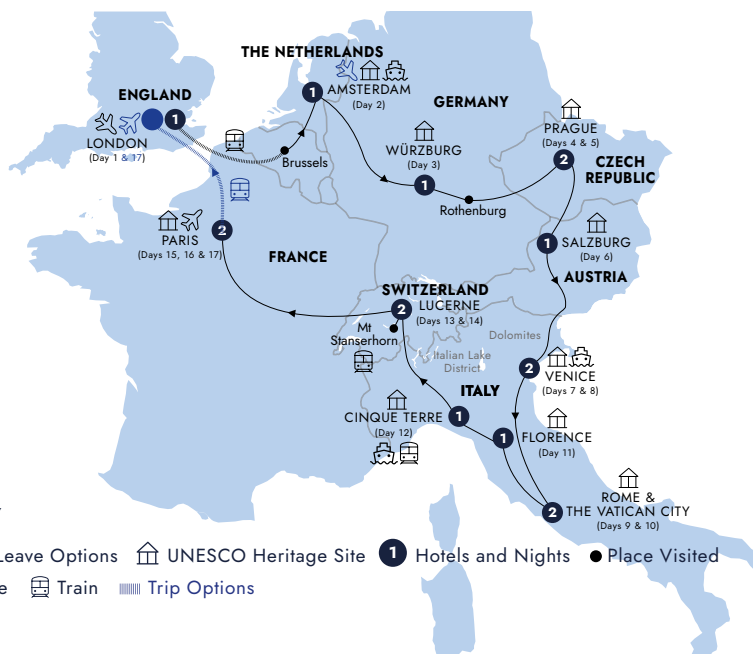 THE NETHERLANDS
AMSTERDAM
(Day 2)
1
ENGLAND
1
LONDON
(Day 1 & 17)
Brussels
GERMANY
WÜRZBURG
(Day 3)
1
Rothenburg
PRAGUE
(Days 4 & 5)
2
CZECH
REPUBLIC
SALZBURG
(Day 6)
1
AUSTRIA
PARIS
(Days 15, 16 & 17)
2
FRANCE
SWITZERLAND
LUCERNE
(Days 13 & 14)
2
Mt
Stanserhorn
Dolomites
Italian Lake
District
VENICE
(Days 7 & 8)
2
ITALY
CINQUE TERRE
(Day 12)
1
FLORENCE
(Day 11)
1
ROME &
THE VATICAN CITY
(Days 9 & 10)
2
Leave Options UNESCO Heritage Site 1 Hotels and Nights Place Visited
e Train Trip Options